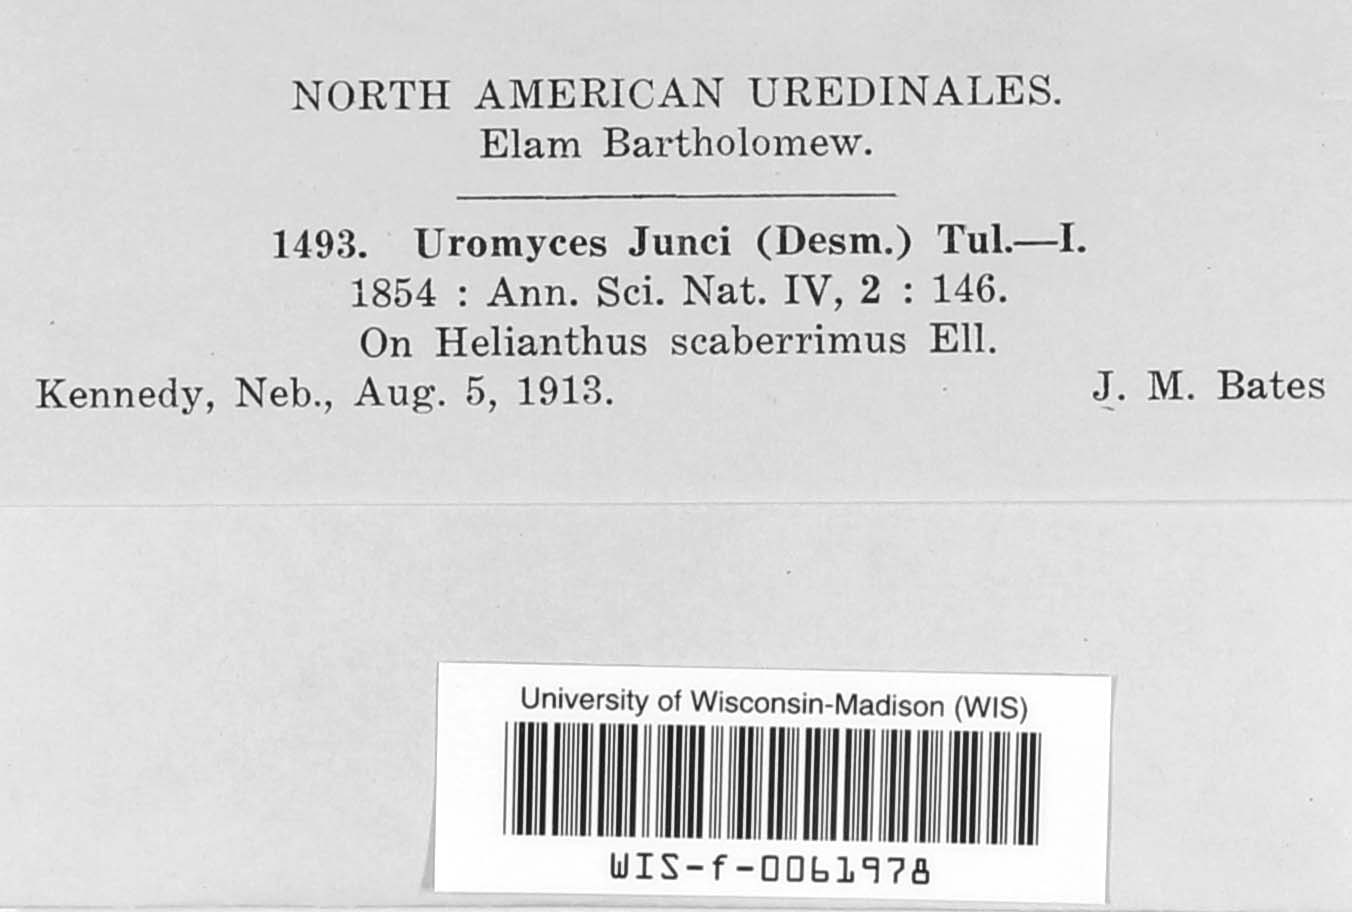 NORTH AMERICAN UREDINALES.
Elam Bartholomew.
1493. Uromyces Junci (Desm.) Tul.—I.
1854 : Ann. Sci. Nat. IV, 2 : 146.
On Helianthus scaberrimus Ell.
Kennedy, Neb., Aug. 5, 1913. J. M. Bates
University of Wisconsin-Madison (WIS)
WIS-f-0061978